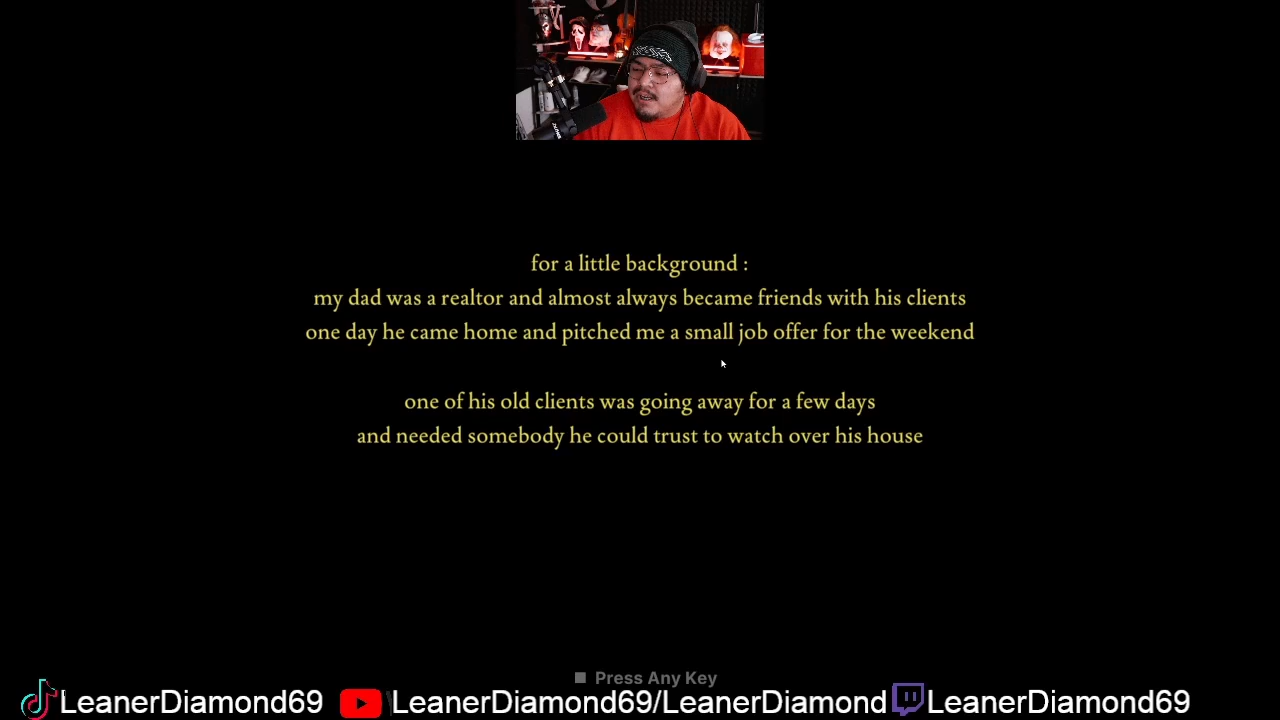 for a little background :
my dad was a realtor and almost always became friends with his clients
one day he came home and pitched me a small job offer for the weekend
one of his old clients was going away for a few days
and needed somebody he could trust to watch over his house
Press Any Key
LeanerDiamond69 \LeanerDiamond69/LeanerDiamond LeanerDiamond69